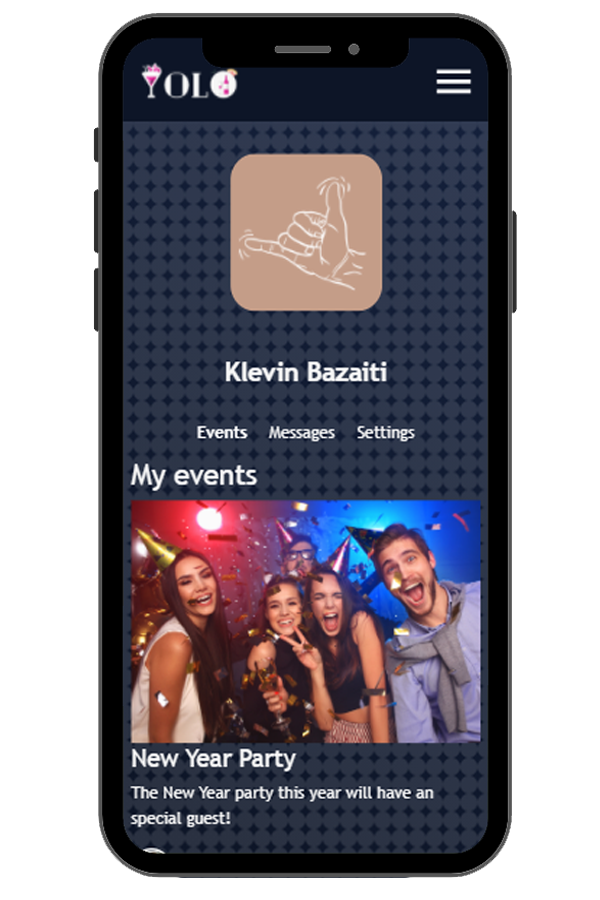 YOLO
Klevin Bazaiti
Events Messages Settings
My events
New Year Party
The New Year party this year will have an
special guest!